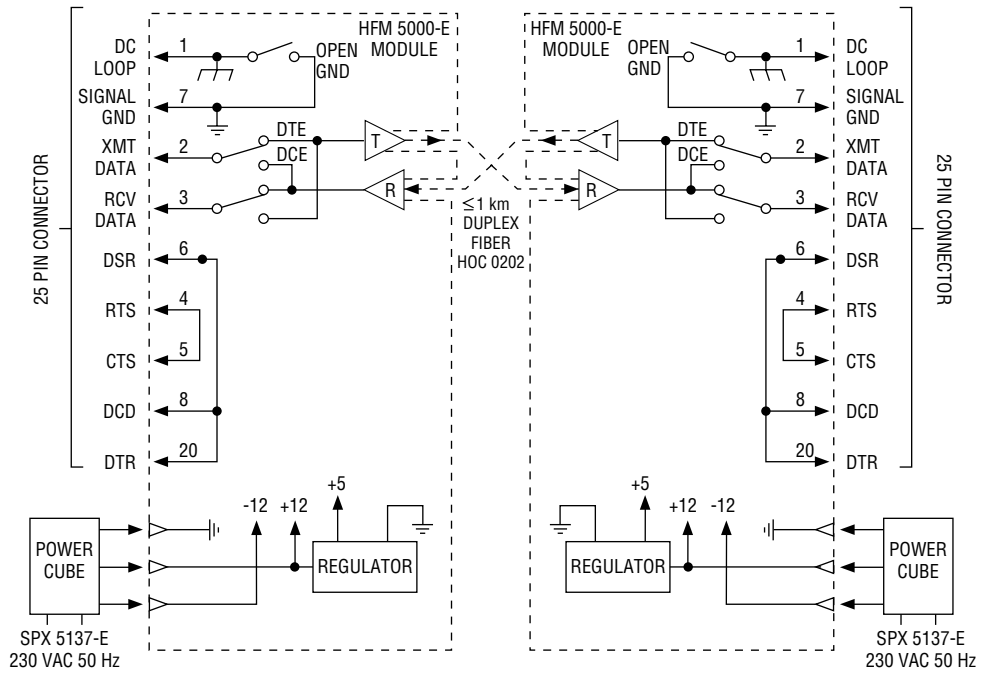 HFM 5000-E
MODULE
DC
LOOP
1
OPEN
GND
SIGNAL
GND
7
XMT
DATA
2
DTE
DCE
T
RCV
DATA
3
R
DSR
6
RTS
4
CTS
5
DCD
8
DTR
20
25 PIN CONNECTOR
≤1 km
DUPLEX
FIBER
HOC 0202
HFM 5000-E
MODULE
OPEN
GND
1
DC
LOOP
7
SIGNAL
GND
T
DTE
DCE
2
XMT
DATA
R
3
RCV
DATA
6
DSR
4
RTS
5
CTS
8
DCD
20
DTR
25 PIN CONNECTOR
POWER
CUBE
-12
+12
+5
REGULATOR
SPX 5137-E
230 VAC 50 Hz
REGULATOR
+5
+12
-12
POWER
CUBE
SPX 5137-E
230 VAC 50 Hz